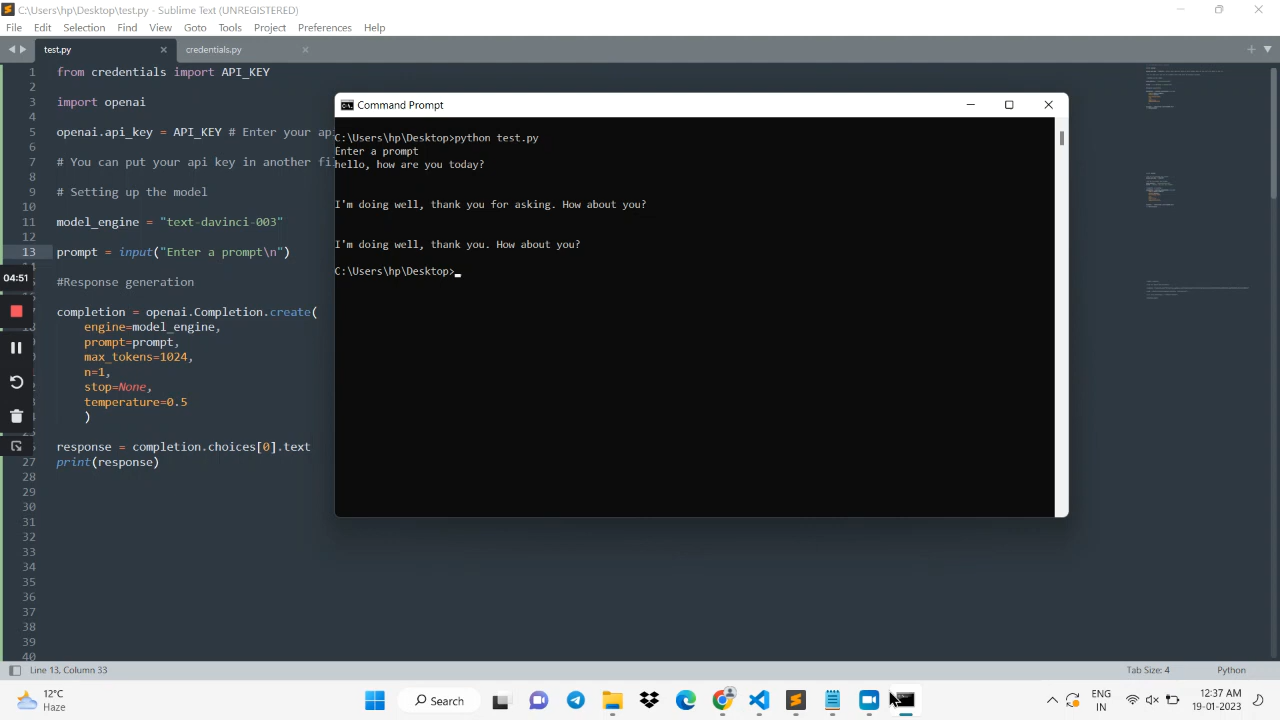 C:\Users\hp\Desktop\test.py - Sublime Text (UNREGISTERED)
File Edit Selection Find View Goto Tools Project Preferences Help
test.py
credentials.py
1 from credentials import API_KEY
2
3 import openai
4
5 openai.api_key = API_KEY # Enter your ap
6
7 # You can put your api key in another fi
8
9 # Setting up the model
10
11 model_engine = "text-davinci-003"
12
13 prompt = input("Enter a prompt\n")
#Response generation
completion = openai.Completion.create(
engine=model_engine,
prompt=prompt,
max_tokens=1024,
n=1,
stop=None,
temperature=0.5
)
response = completion.choices[0].text
27 print(response)
28
29
30
31
32
33
34
35
36
37
38
39
40
04:51
Command Prompt
C:\Users\hp\Desktop>python test.py
Enter a prompt
hello, how are you today?
I'm doing well, thank you for asking. How about you?
I'm doing well, thank you. How about you?
C:\Users\hp\Desktop>
Line 13, Column 33
Tab Size: 4
Python
12°C
Haze
Search
ENG
IN
12:37 AM
19-01-2023